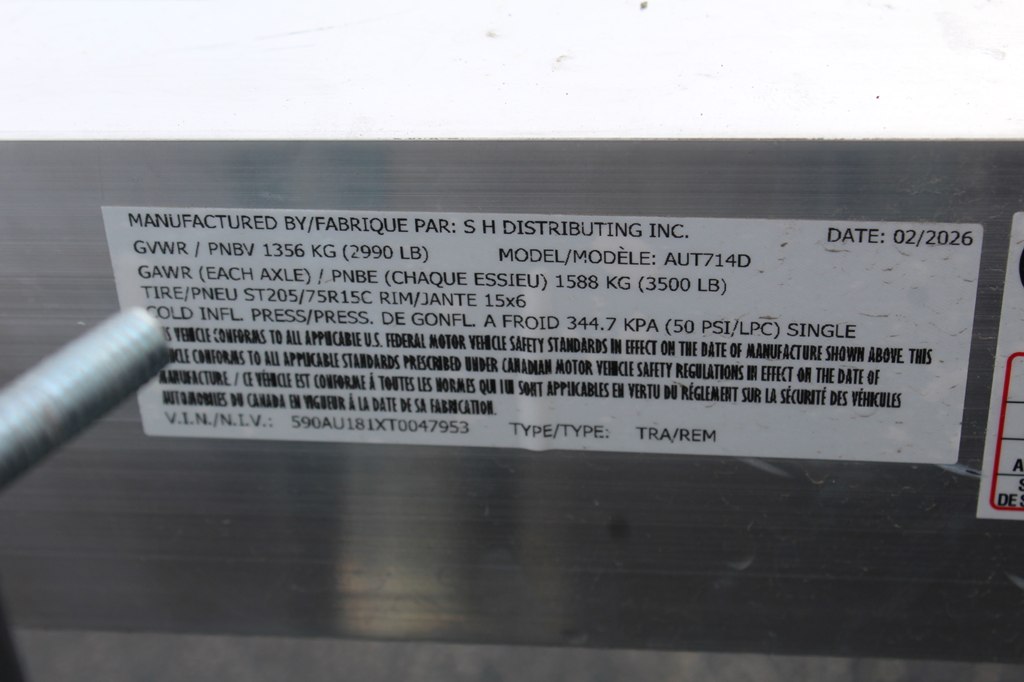 MANUFACTURED BY/FABRIQUE PAR: S H DISTRIBUTING INC. DATE: 02/2026
GVWR / PNBV 1356 KG (2990 LB) MODEL/MODÈLE: AUT714D
GAWR (EACH AXLE) / PNBE (CHAQUE ESSIEU) 1588 KG (3500 LB)
TIRE/PNEU ST205/75R15C RIM/JANTE 15x6
COLD INFL. PRESS/PRESS. DE GONFL. A FROID 344.7 KPA (50 PSI/LPC) SINGLE
VEHICLE CONFORMS TO ALL APPLICABLE U.S. FEDERAL MOTOR VEHICLE SAFETY STANDARDS IN EFFECT ON THE DATE OF MANUFACTURE SHOWN ABOVE. THIS
VEHICLE CONFORMS TO ALL APPLICABLE STANDARDS PRESCRIBED UNDER CANADIAN MOTOR VEHICLE SAFETY REGULATIONS IN EFFECT ON THE DATE OF
MANUFACTURE. / CE VÉHICLE EST CONFORME À TOUTES LES NORMES QUI LUI SONT APPLICABLES EN VERTU DU RÉGLEMENT SUR LA SÉCURITÉ DES VÉHICULES
AUTOMOBILES DU CANADA EN VIGUEUR À LA DATE DE SA FABRICATION.
V.I.N./N.I.V.: 590AU181XT0047953 TYPE/TYPE: TRA/REM